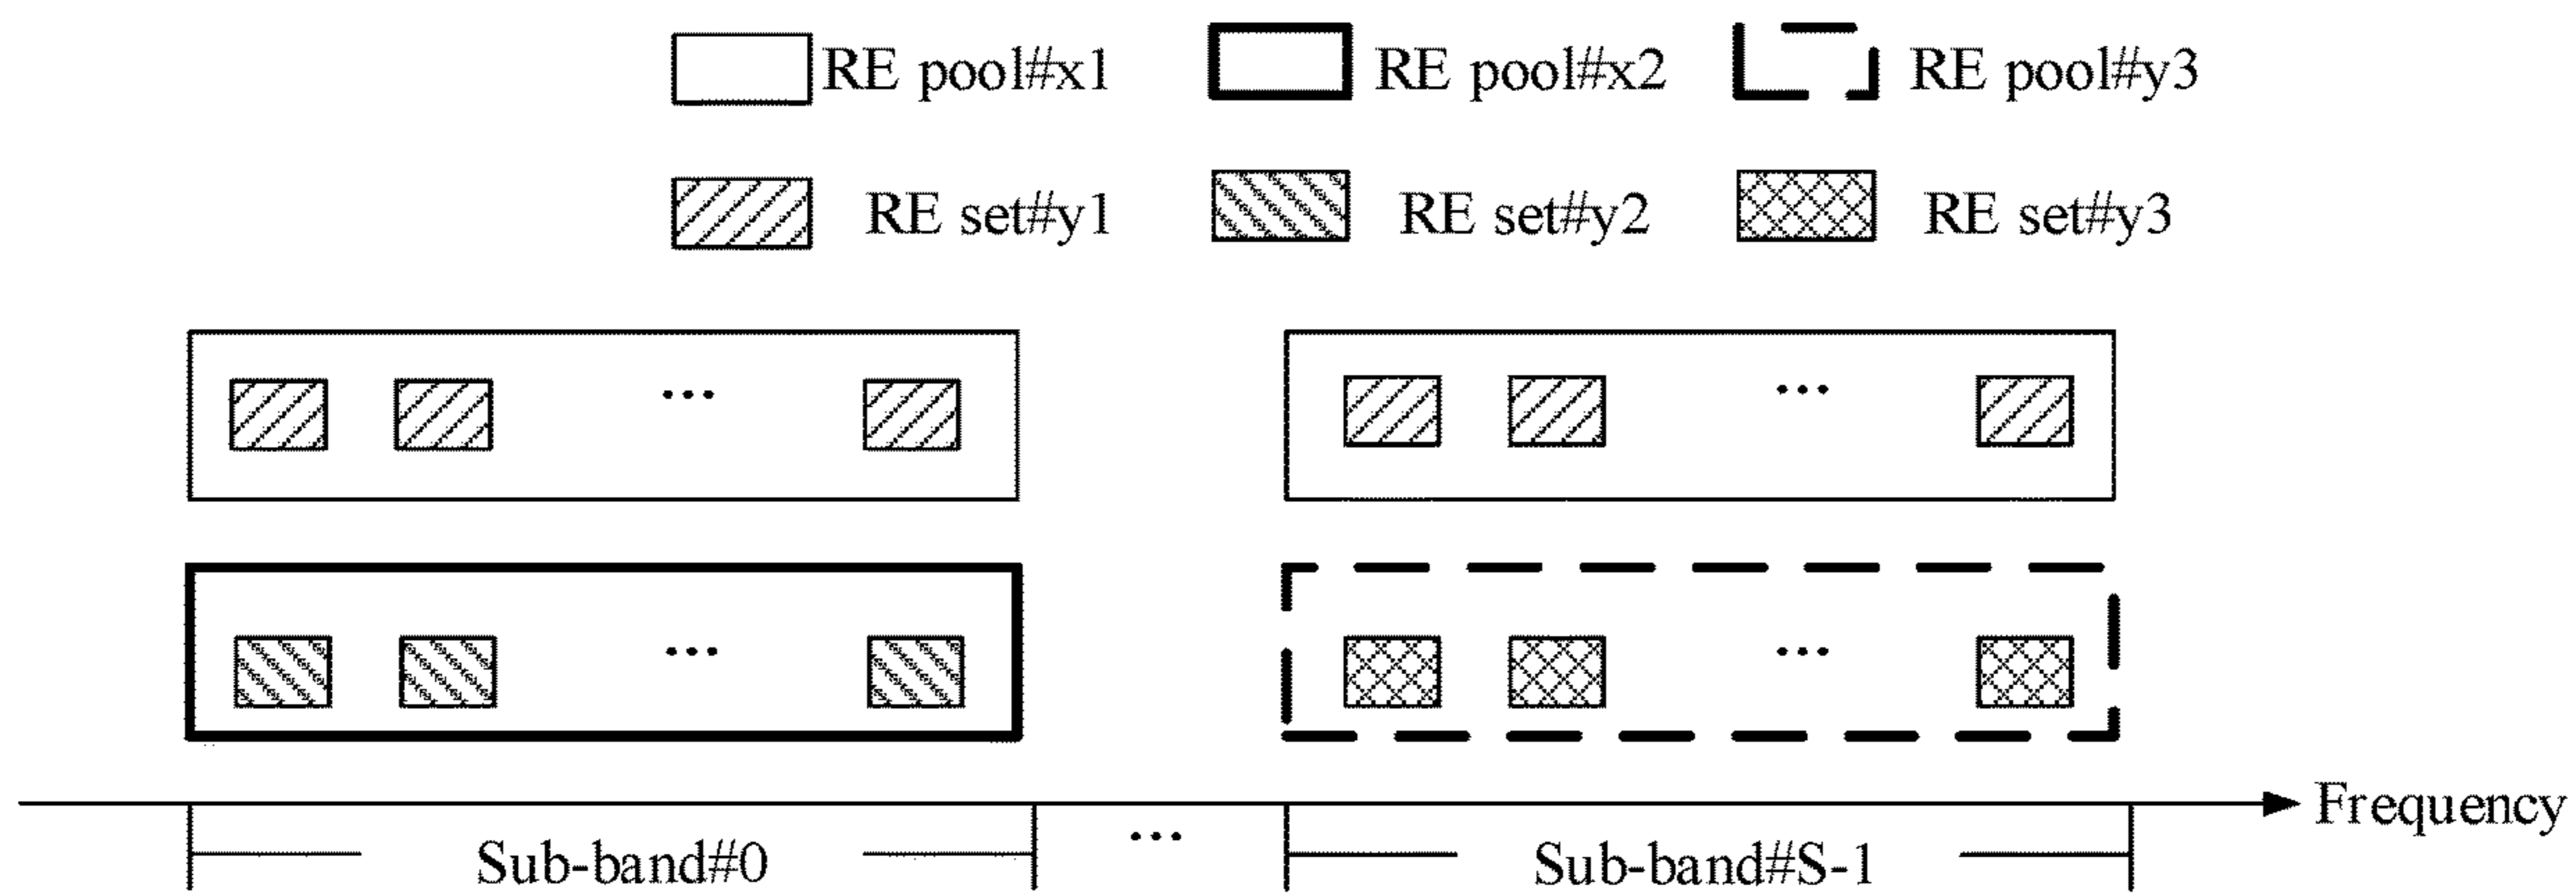 RE pool#x1 RE pool#x2 RE pool#y3
RE set#y1 RE set#y2 RE set#y3
... ...
... ...
Frequency
Sub-band#0 ... Sub-band#S-1